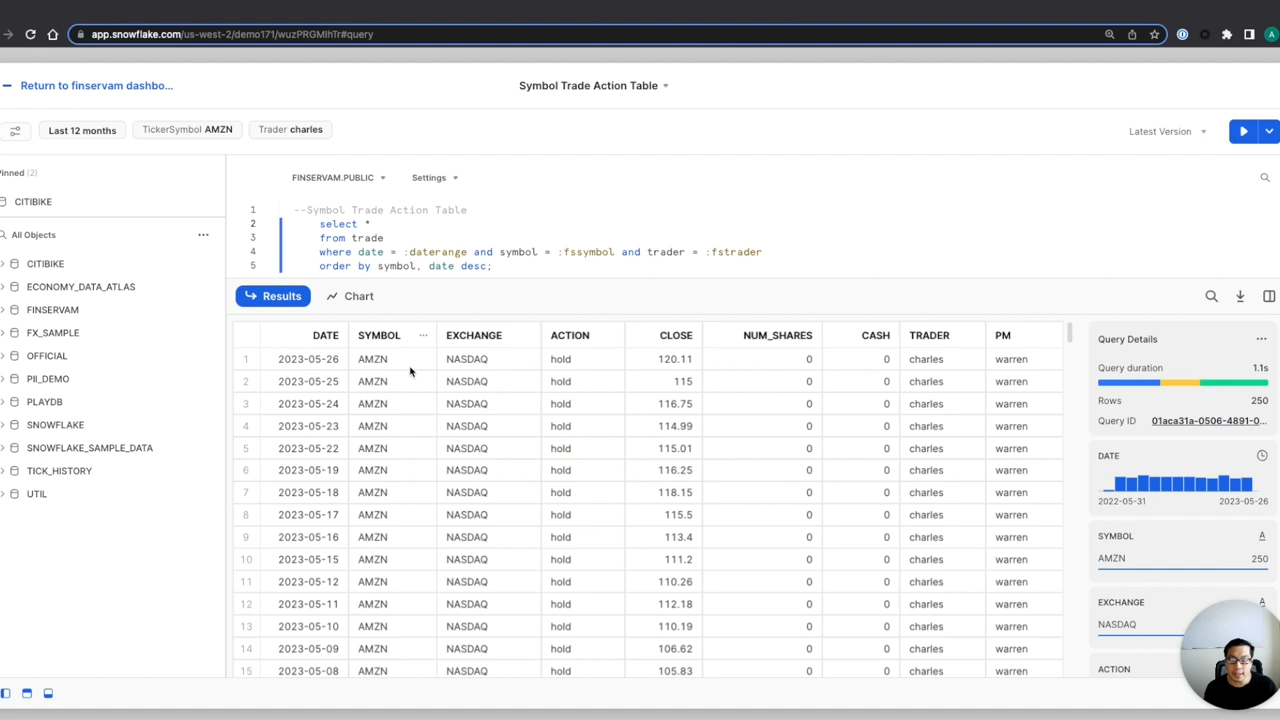 app.snowflake.com/us-west-2/demo171/wuzPRGMIhTr#query
A
Return to finservam dashbo...
Symbol Trade Action Table
Last 12 months
TickerSymbol AMZN
Trader charles
Latest Version
Pinned (2)
CITIBIKE
All Objects
CITIBIKE
ECONOMY_DATA_ATLAS
FINSERVAM
FX_SAMPLE
OFFICIAL
PII_DEMO
PLAYDB
SNOWFLAKE
SNOWFLAKE_SAMPLE_DATA
TICK_HISTORY
UTIL
FINSERVAM.PUBLIC Settings
1 --Symbol Trade Action Table
2 select *
3 from trade
4 where date = :daterange and symbol = :fssymbol and trader = :fstrader
5 order by symbol, date desc;
Results Chart
DATE SYMBOL EXCHANGE ACTION CLOSE NUM_SHARES CASH TRADER PM
1 2023-05-26 AMZN NASDAQ hold 120.11 0 0 charles warren
2 2023-05-25 AMZN NASDAQ hold 115 0 0 charles warren
3 2023-05-24 AMZN NASDAQ hold 116.75 0 0 charles warren
4 2023-05-23 AMZN NASDAQ hold 114.99 0 0 charles warren
5 2023-05-22 AMZN NASDAQ hold 115.01 0 0 charles warren
6 2023-05-19 AMZN NASDAQ hold 116.25 0 0 charles warren
7 2023-05-18 AMZN NASDAQ hold 118.15 0 0 charles warren
8 2023-05-17 AMZN NASDAQ hold 115.5 0 0 charles warren
9 2023-05-16 AMZN NASDAQ hold 113.4 0 0 charles warren
10 2023-05-15 AMZN NASDAQ hold 111.2 0 0 charles warren
11 2023-05-12 AMZN NASDAQ hold 110.26 0 0 charles warren
12 2023-05-11 AMZN NASDAQ hold 112.18 0 0 charles warren
13 2023-05-10 AMZN NASDAQ hold 110.19 0 0 charles warren
14 2023-05-09 AMZN NASDAQ hold 106.62 0 0 charles warren
15 2023-05-08 AMZN NASDAQ hold 105.83 0 0 charles warren
Query Details
Query duration 1.1s
Rows 250
Query ID 01aca31a-0506-4891-0...
DATE
2022-05-31 2023-05-26
SYMBOL A
AMZN 250
EXCHANGE A
NASDAQ
ACTION